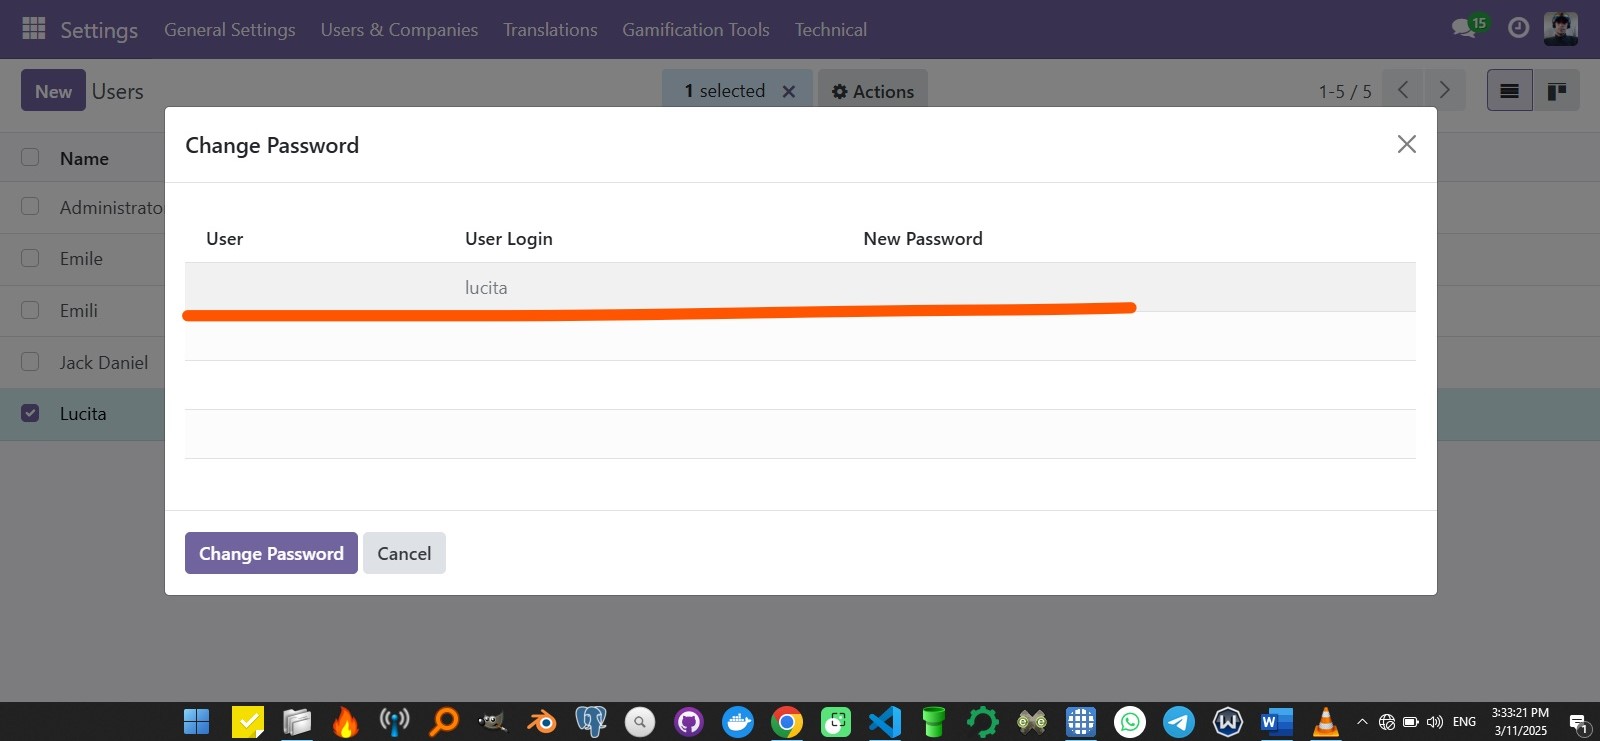 Settings General Settings Users & Companies Translations Gamification Tools Technical 15
New Users 1 selected Actions 1-5 / 5
Change Password
Name
User User Login New Password
Administrato
Emile
lucita
Emili
Jack Daniel
Lucita
Change Password Cancel
ENG 3:33:21 PM
3/11/2025 1